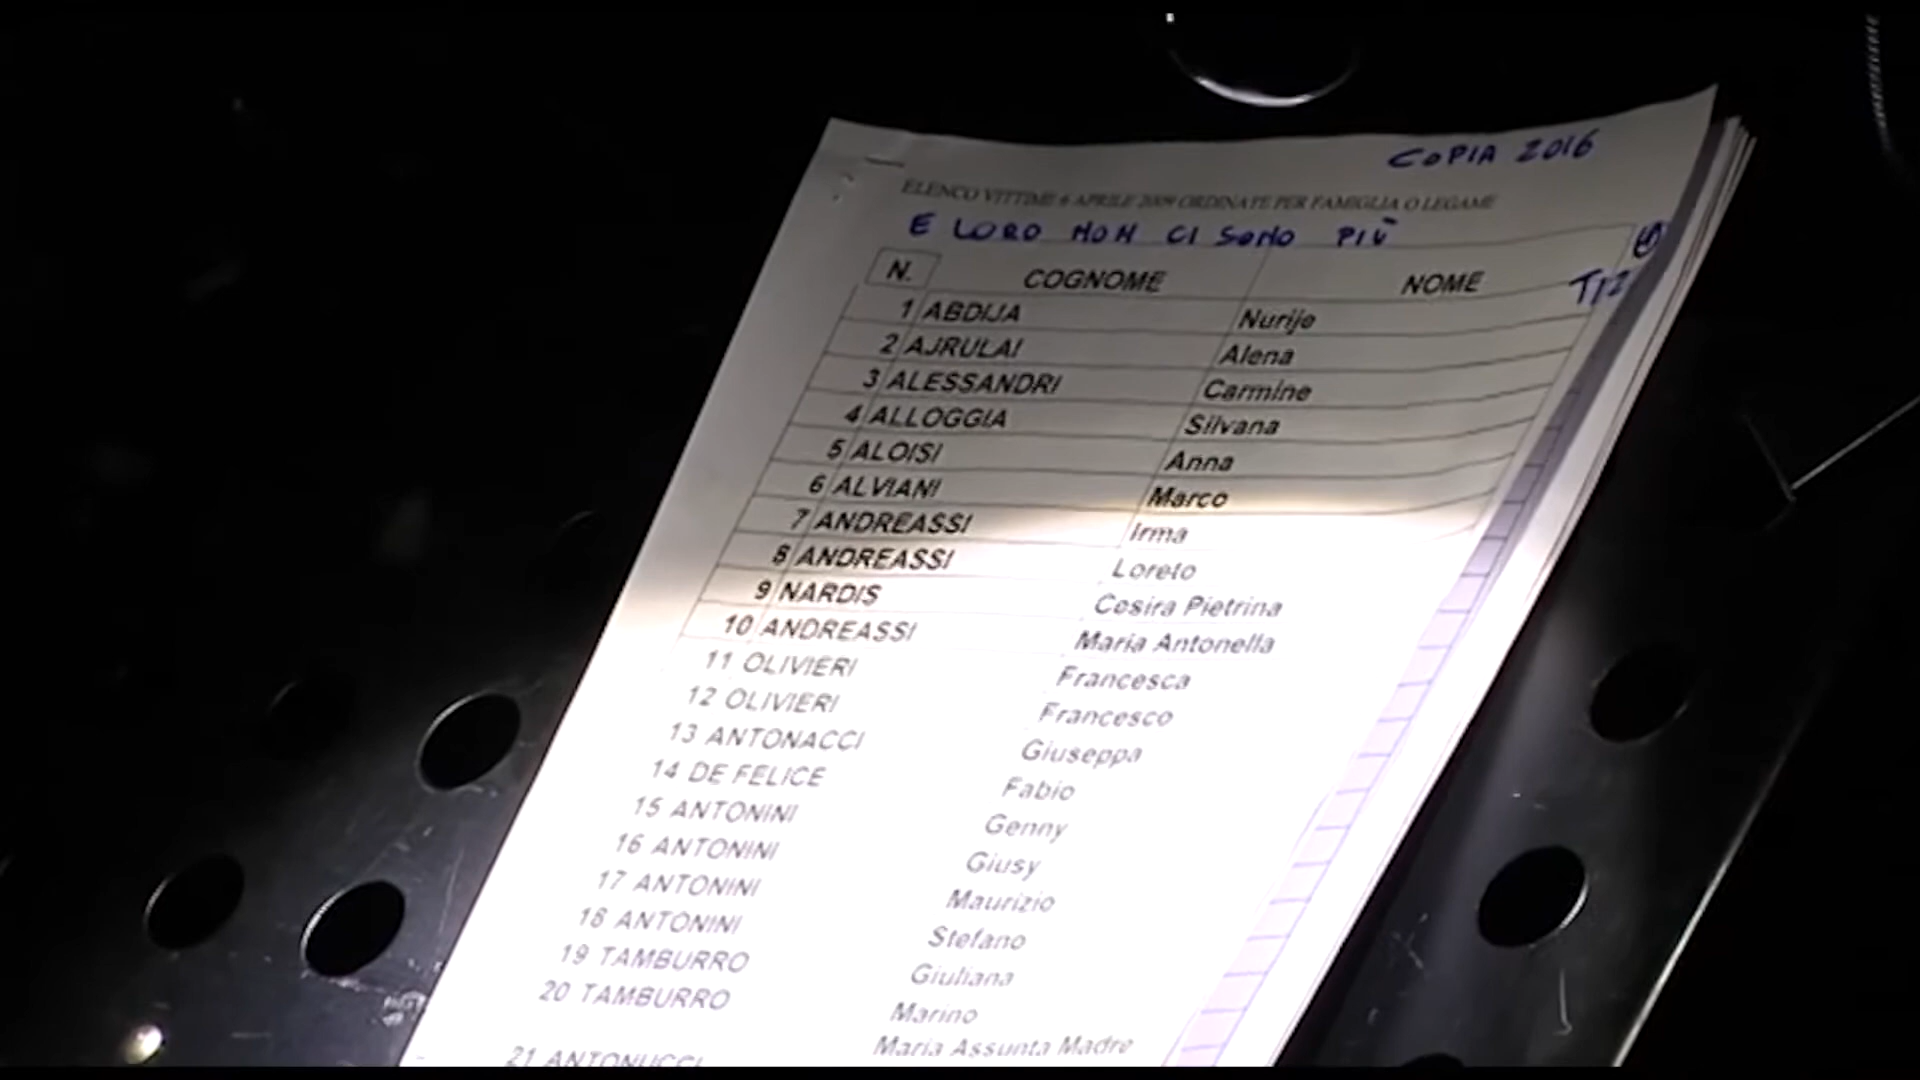 COPIA 2016
ELENCO VITTIME 6 APRILE 2009 ORDINATE PER FAMIGLIA O LEGAME
E LORO NON CI SONO PIÙ
N. COGNOME NOME
1 ABDIJA Nurije
2 AJRULAI Alena
3 ALESSANDRI Carmine
4 ALLOGGIA Silvana
5 ALOISI Anna
6 ALVIANI Marco
7 ANDREASSI Irma
8 ANDREASSI Loreto
9 NARDIS Cosira Pietrina
10 ANDREASSI Maria Antonella
11 OLIVIERI Francesca
12 OLIVIERI Francesco
13 ANTONACCI Giuseppa
14 DE FELICE Fabio
15 ANTONINI Genny
16 ANTONINI Giusy
17 ANTONINI Maurizio
18 ANTONINI Stefano
19 TAMBURRO Giuliana
20 TAMBURRO Marino
21 ANTONUCCI Maria Assunta Madre